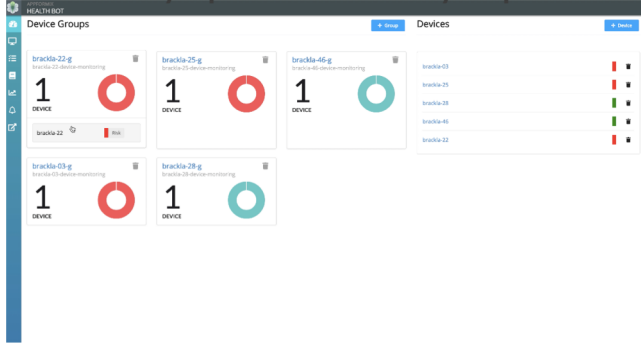 APPFORMIX
HEALTH BOT
Device Groups
+ Group
brackla-22-g
brackla-22-device-monitoring
1
DEVICE
brackla-22
Risk
brackla-25-g
brackla-25-device-monitoring
1
DEVICE
brackla-46-g
brackla-46-device-monitoring
1
DEVICE
brackla-03-g
brackla-03-device-monitoring
1
DEVICE
brackla-28-g
brackla-28-device-monitoring
1
DEVICE
Devices
+ Device
brackla-03
brackla-25
brackla-28
brackla-46
brackla-22